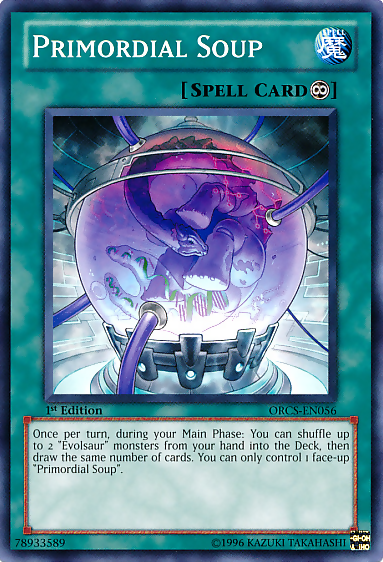 PRIMORDIAL SOUP
SPELL
[SPELL CARD]
1st Edition
ORCS-EN056
Once per turn, during your Main Phase: You can shuffle up
to 2 "Evolsaur" monsters from your hand into the Deck, then
draw the same number of cards. You can only control 1 face-up
"Primordial Soup".
78933589
©1996 KAZUKI TAKAHASHI